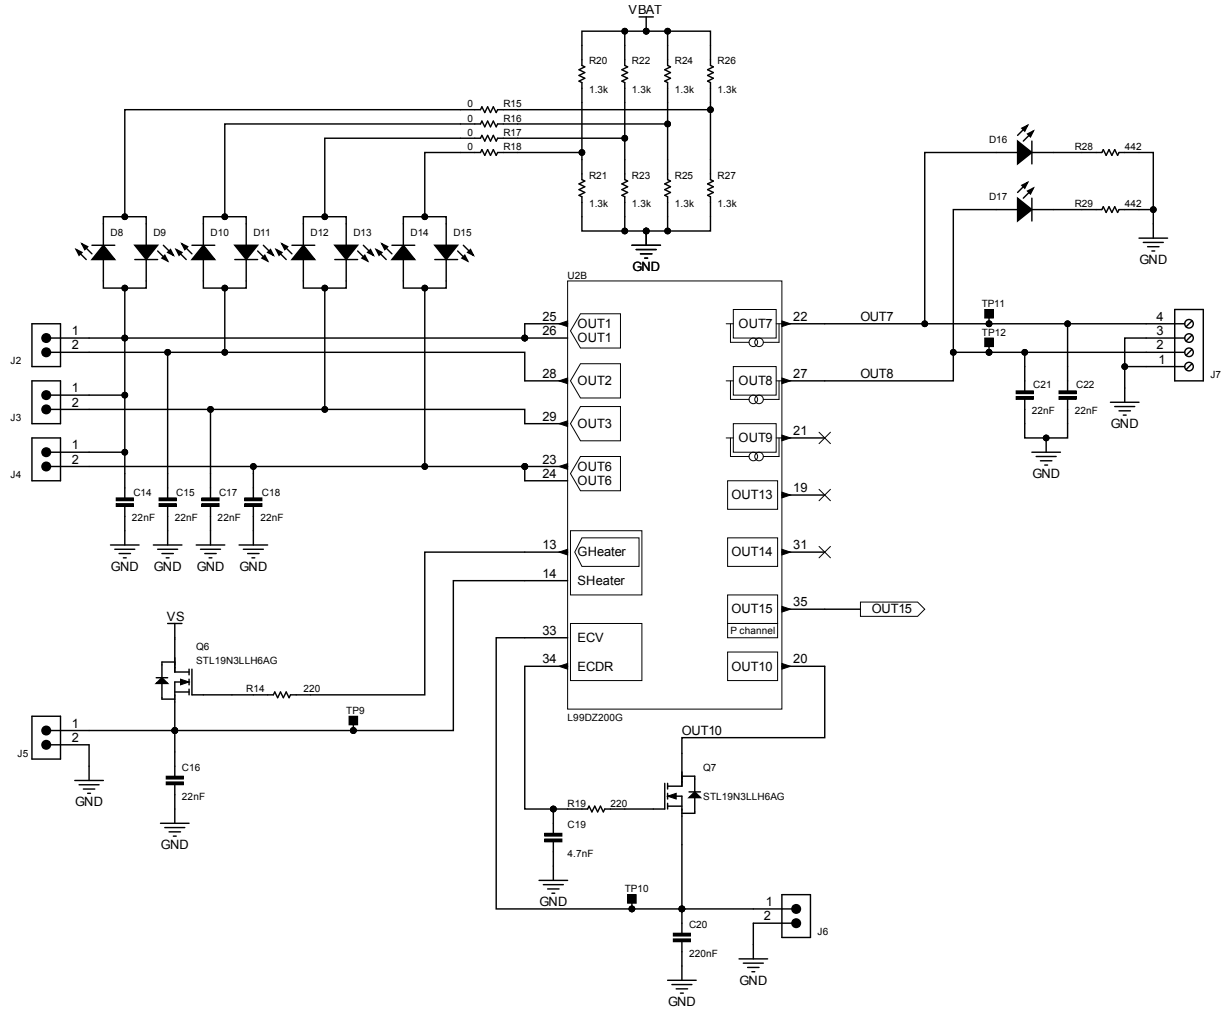 VBAT
R20 R22 R24 R26
1.3k 1.3k 1.3k 1.3k
0 R15
0 R16
0 R17
0 R18
R21 R23 R25 R27
1.3k 1.3k 1.3k 1.3k
GND
D16 R28 442
D17 R29 442
GND
D8 D9 D10 D11 D12 D13 D14 D15
U2B
J2
1
2
J3
1
2
J4
1
2
25 OUT1
26 OUT1
28 OUT2
29 OUT3
23 OUT6
24 OUT6
13 GHeater
14 SHeater
33 ECV
34 ECDR
OUT7 22 OUT7
OUT8 27 OUT8
OUT9 21
OUT13 19
OUT14 31
OUT15 35 OUT15
P channel
OUT10 20
L99DZ200G
TP11
TP12
4
3
2
1
J7
C21 C22
22nF 22nF
GND
GND
C14 C15 C17 C18
22nF 22nF 22nF 22nF
GND GND GND GND
VS
Q6
STL19N3LLH6AG
R14 220
TP9
J5
1
2
GND
C16
22nF
GND
OUT10
Q7
STL19N3LLH6AG
R19 220
C19
4.7nF
GND
TP10
C20
220nF
GND
1
2
J6
GND